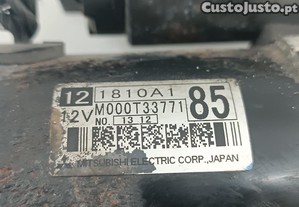 CustoJusto.pt
12 1810A1
12V M000T33771 85
NO. 13 12
MITSUBISHI ELECTRIC CORP., JAPAN